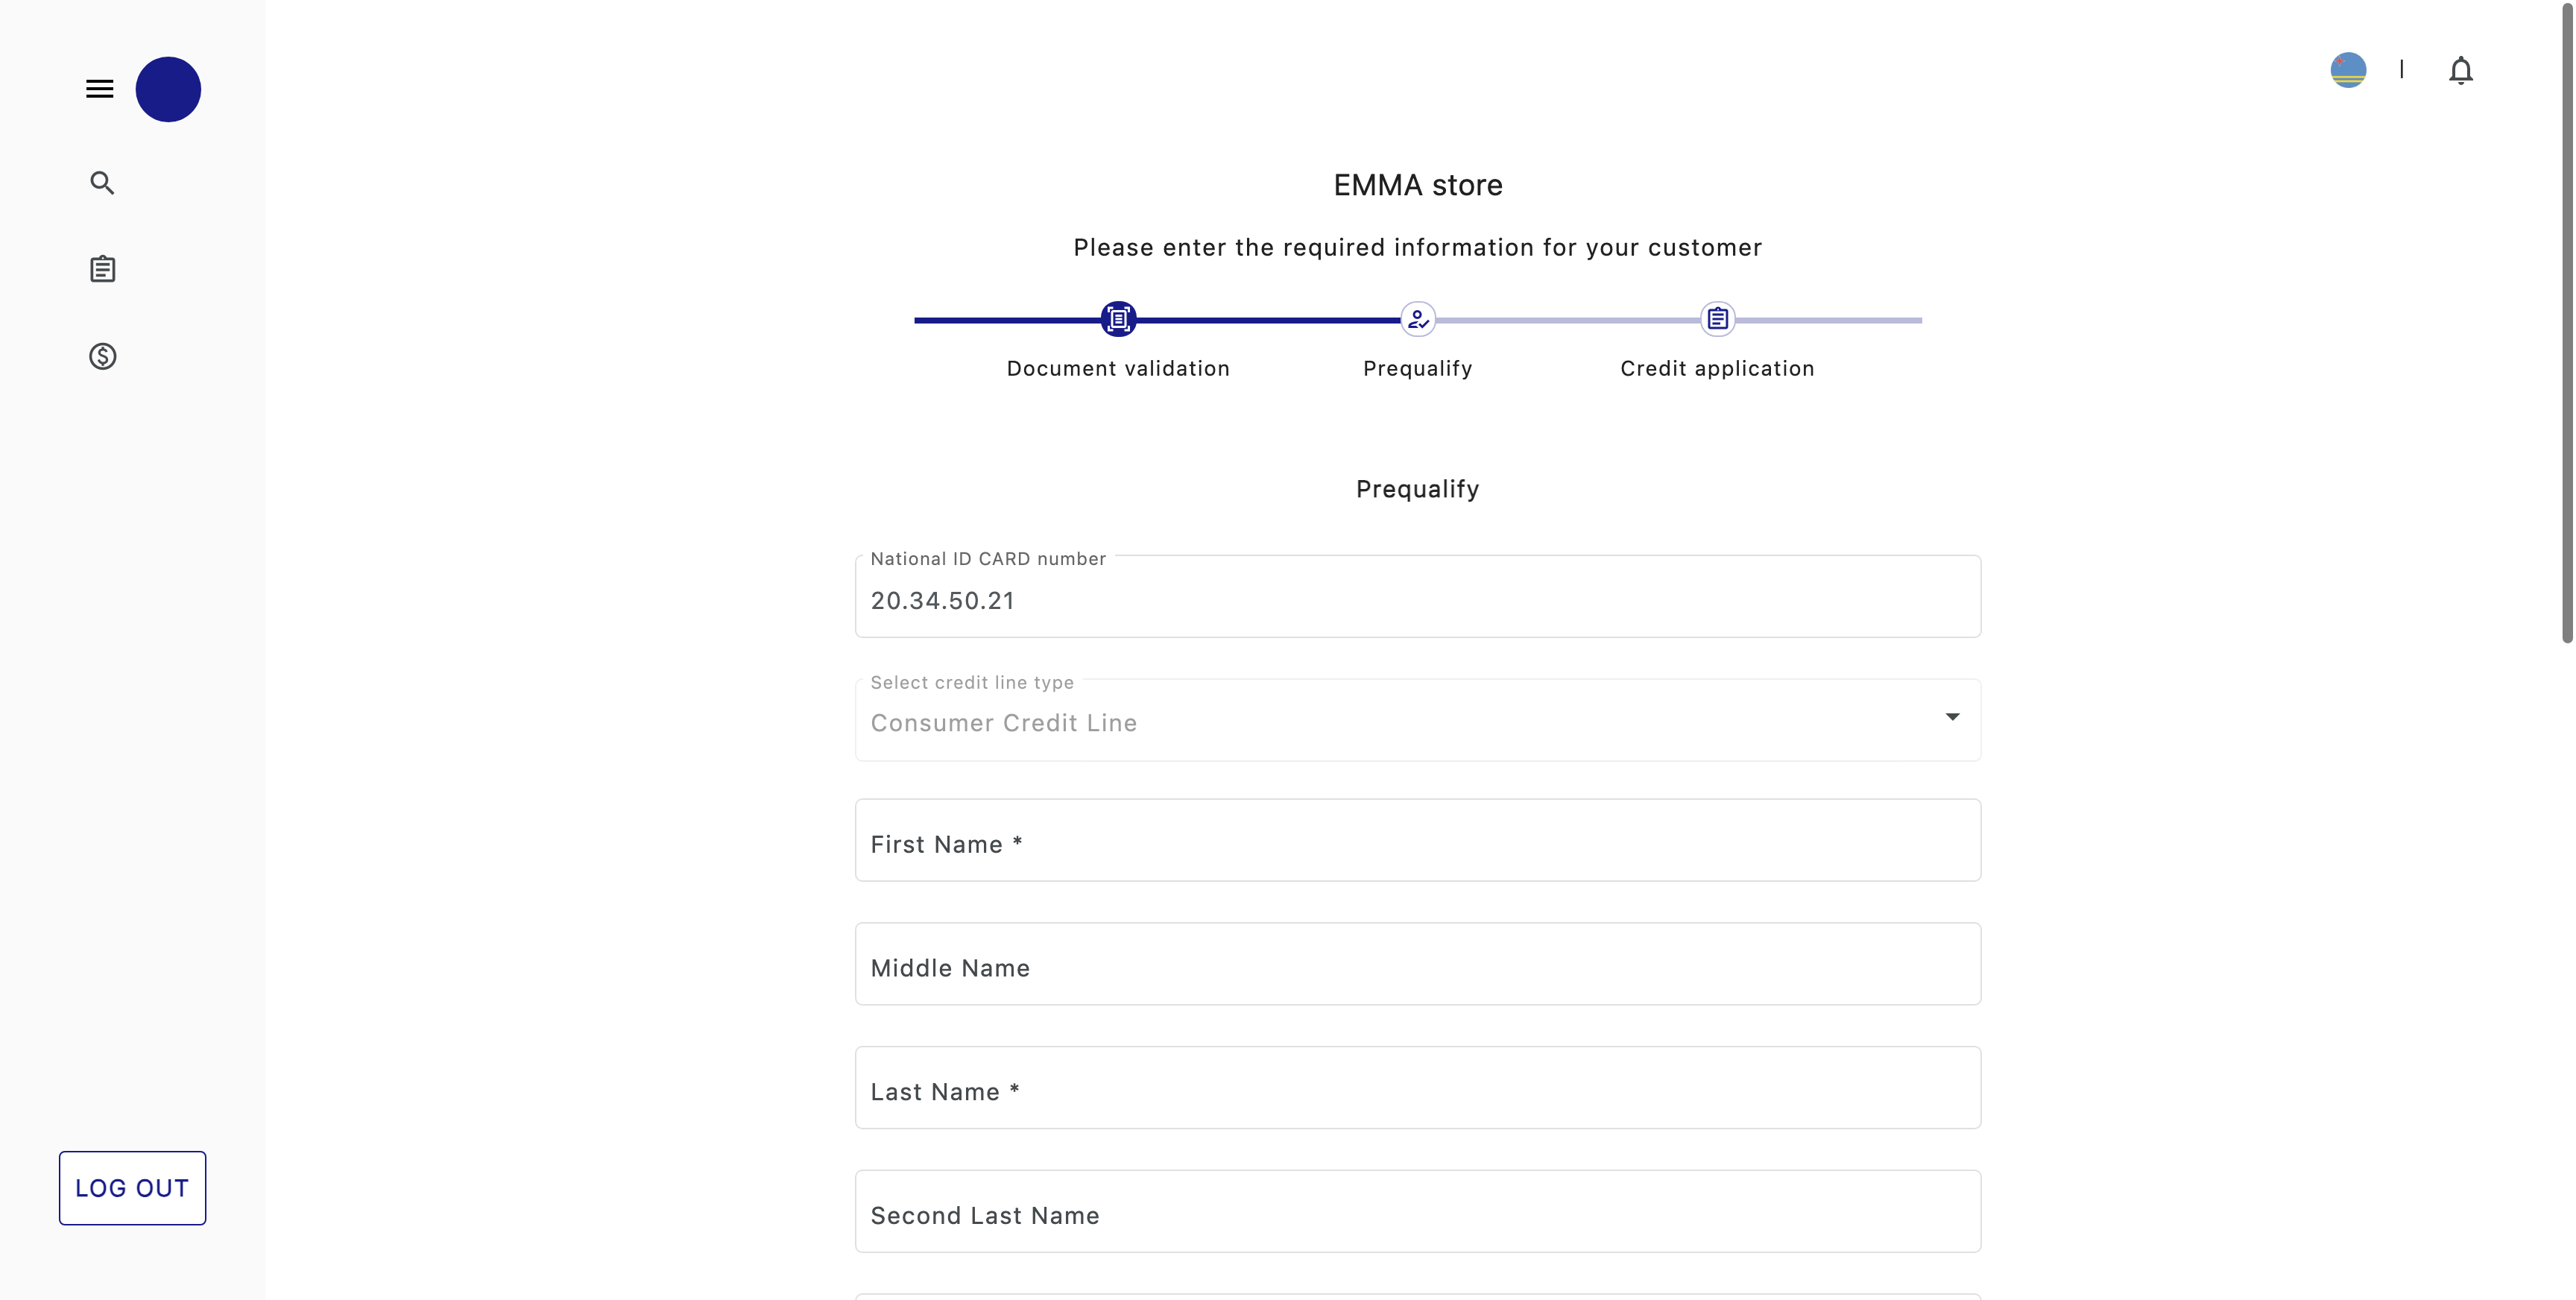 EMMA store
Please enter the required information for your customer
Document validation
Prequalify
Credit application
Prequalify
National ID CARD number
20.34.50.21
Select credit line type
Consumer Credit Line
First Name *
Middle Name
Last Name *
Second Last Name
LOG OUT